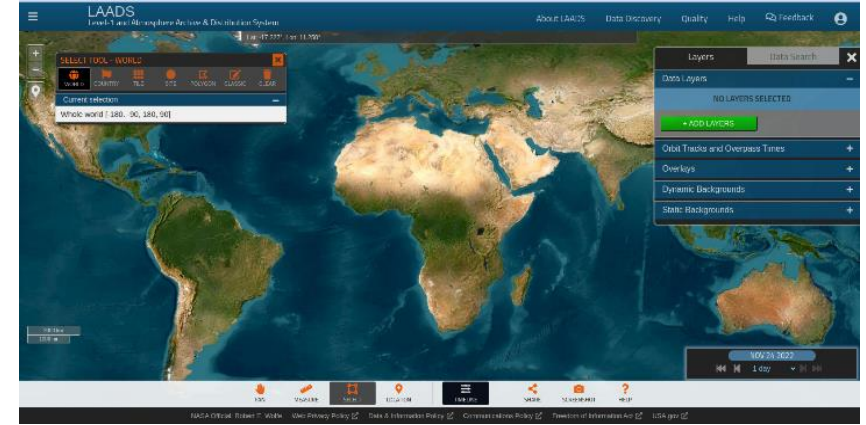 LAADS
Level-1 and Atmosphere Archive & Distribution System
About LAADS
Data Discovery
Quality
Help
Feedback
SELECT TOOL - WORLD
WORLD
COUNTRY
TILE
SITE
POLYGON
CLASSIC
CLEAR
Current selection
Whole world [-180, -90, 180, 90]
Layers
Data Search
Data Layers
NO LAYERS SELECTED
+ ADD LAYERS
Orbit Tracks and Overpass Times
Overlays
Dynamic Backgrounds
Static Backgrounds
NOV 24 2022
1 day
PAN
MEASURE
SELECT
LOCATION
TIMELINE
SHARE
SCREENSHOT
HELP
NASA Official: Robert E. Wolfe
Web Privacy Policy
Data & Information Policy
Communications Policy
Freedom of Information Act
USA.gov